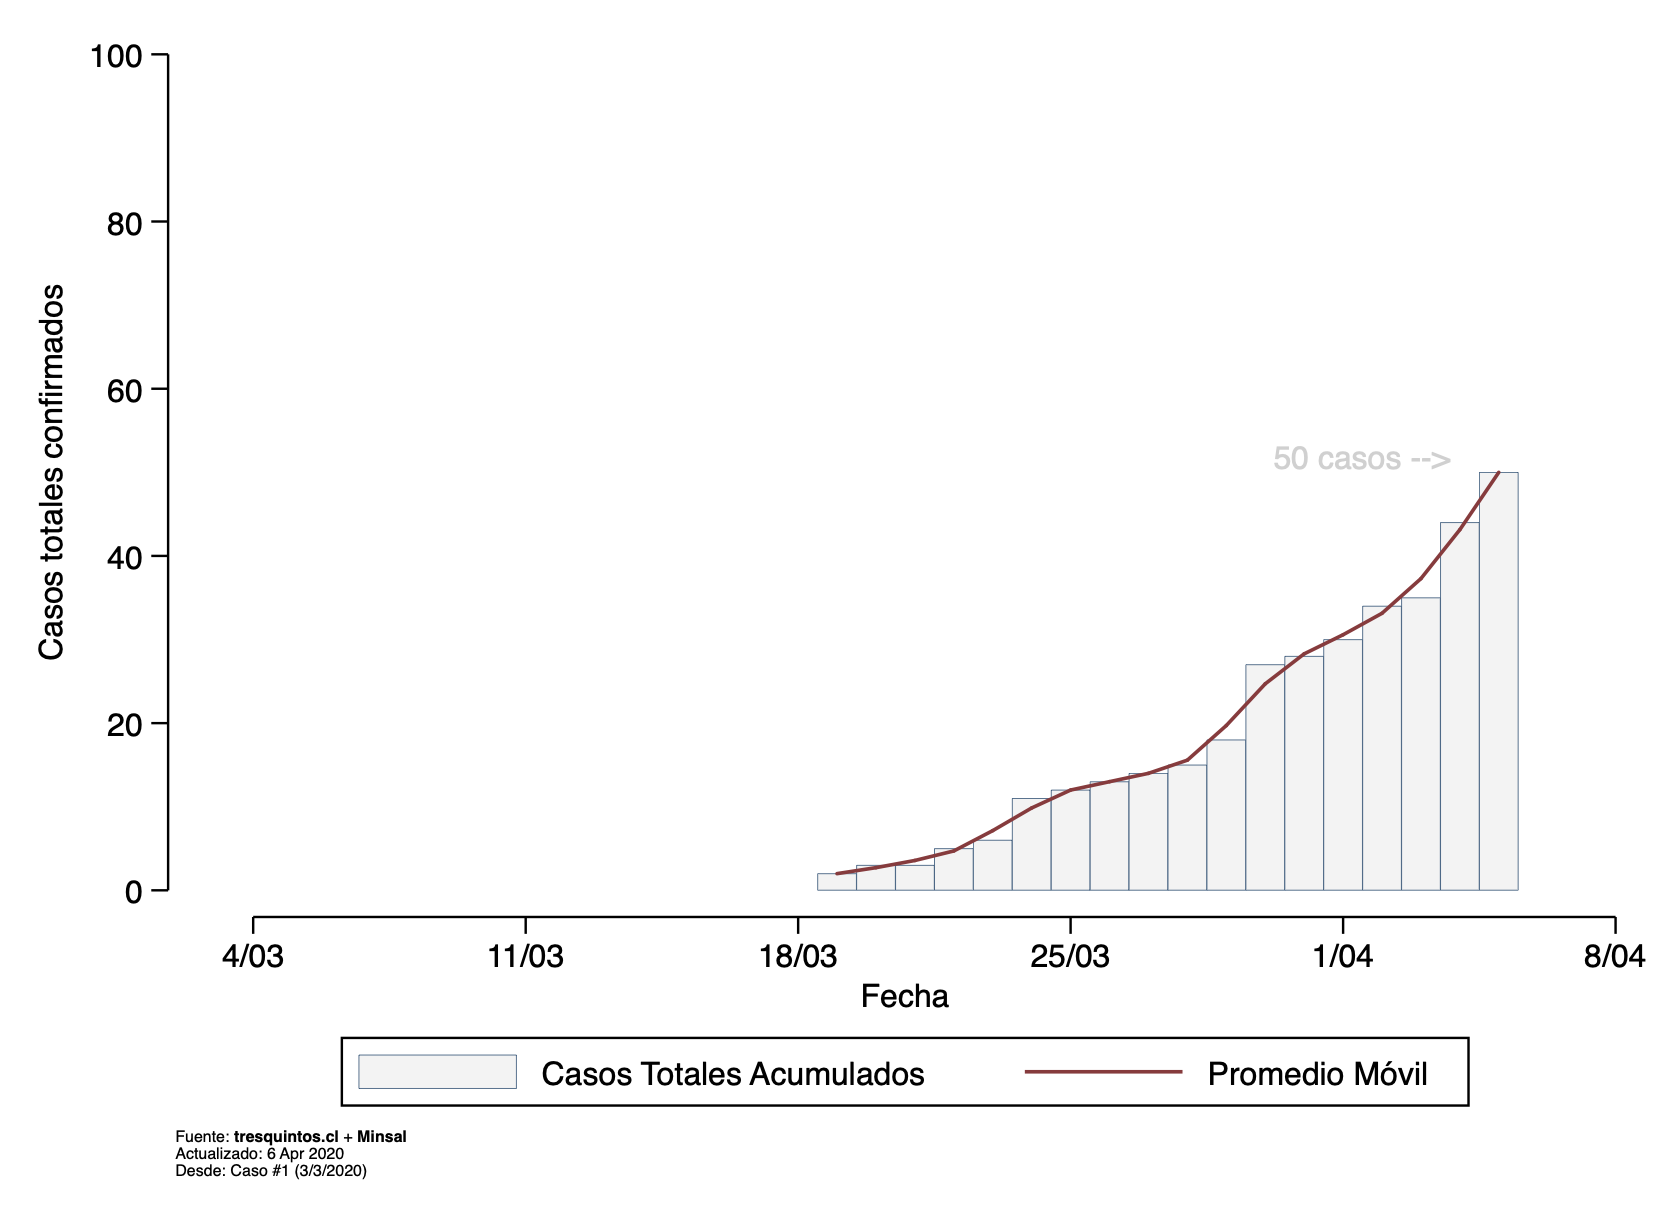 100
80
60
40
20
0
Casos totales confirmados
50 casos -->
4/03 11/03 18/03 25/03 1/04 8/04
Fecha
Casos Totales Acumulados Promedio Móvil
Fuente: tresquintos.cl + Minsal
Actualizado: 6 Apr 2020
Desde: Caso #1 (3/3/2020)